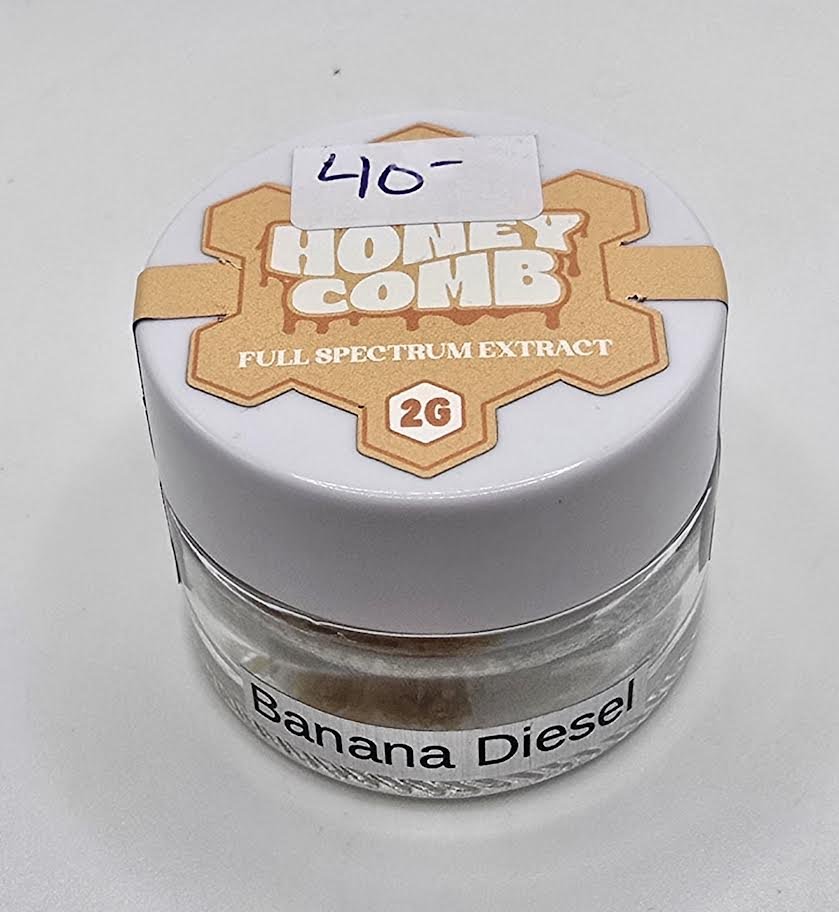 40-
HONEY
COMB
FULL SPECTRUM EXTRACT
2G
Banana Diesel